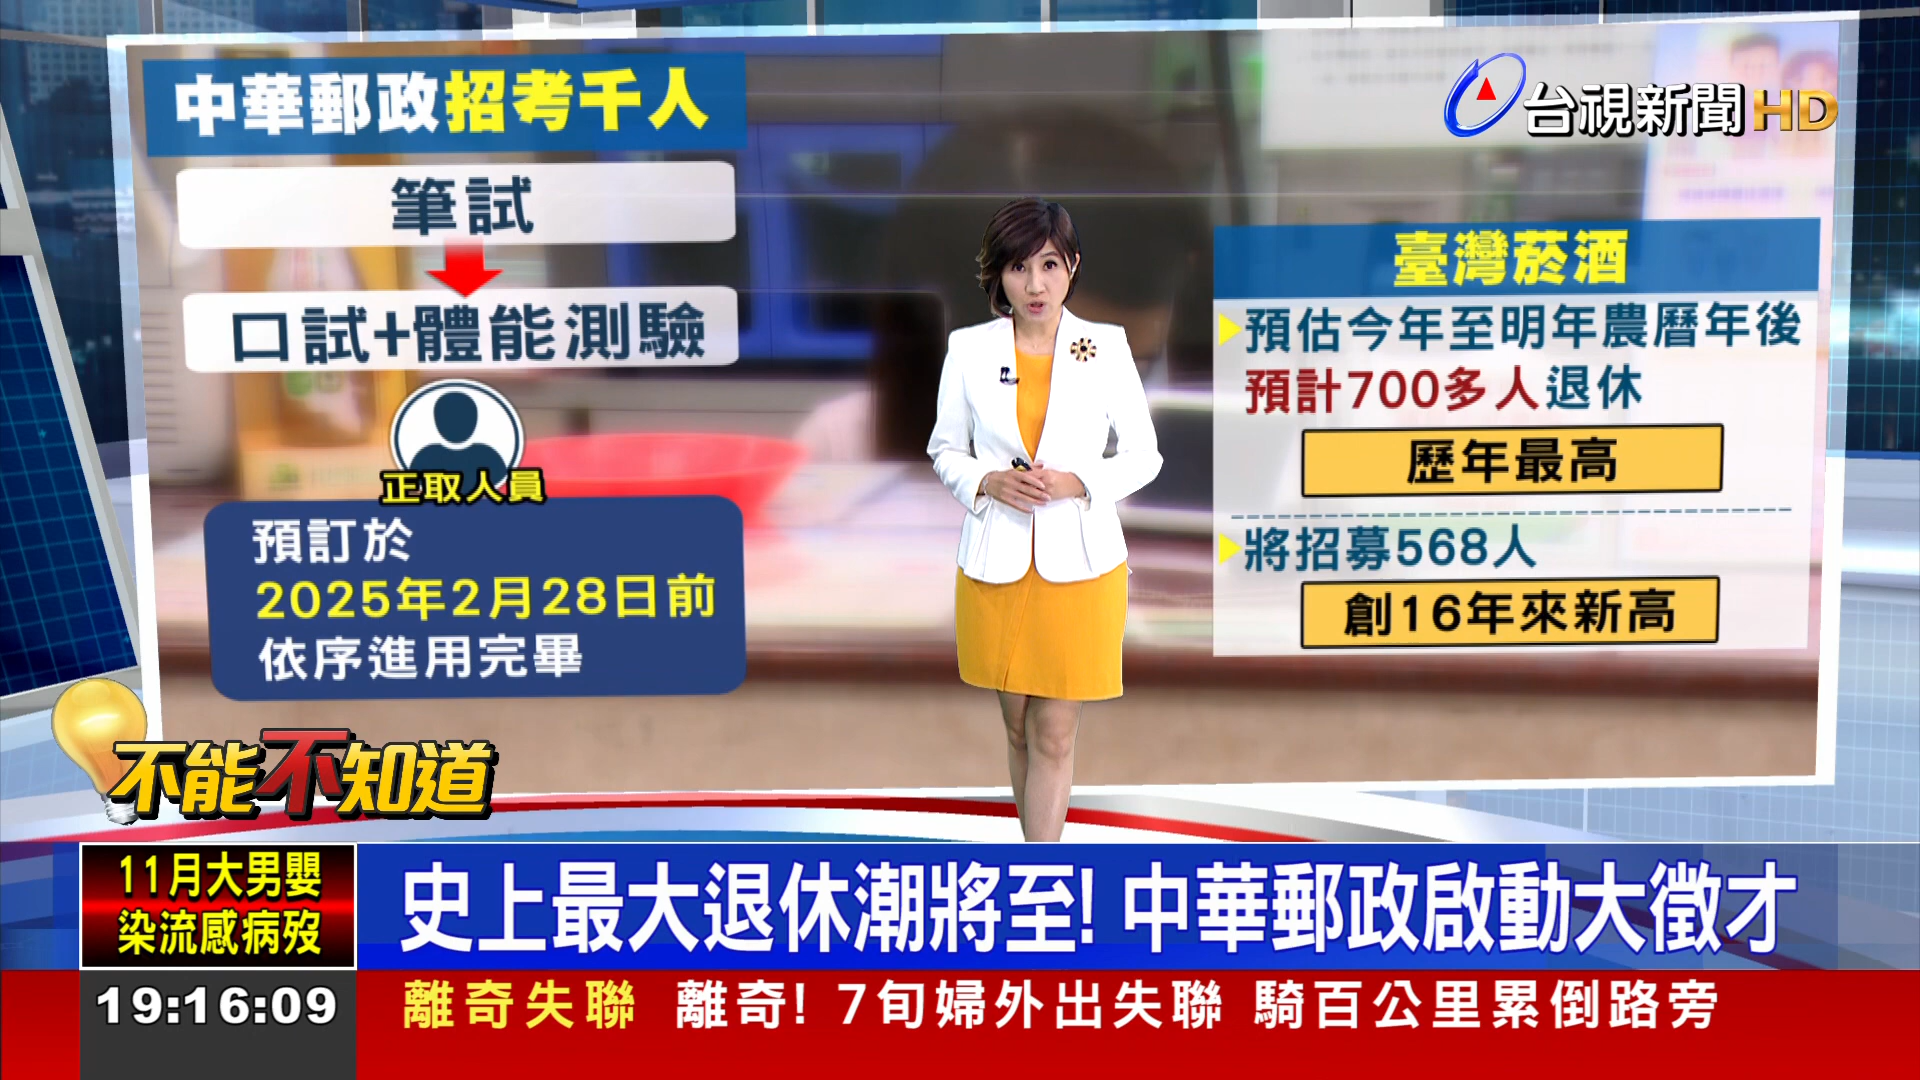 中華郵政招考千人
筆試
口試+體能測驗
正取人員
預訂於
2025年2月28日前
依序進用完畢
台視新聞HD
臺灣菸酒
預估今年至明年農曆年後
預計700多人退休
歷年最高
將招募568人
創16年來新高
不能不知道
11月大男嬰
染流感病歿
史上最大退休潮將至! 中華郵政啟動大徵才
19:16:09
離奇失聯 離奇! 7旬婦外出失聯 騎百公里累倒路旁